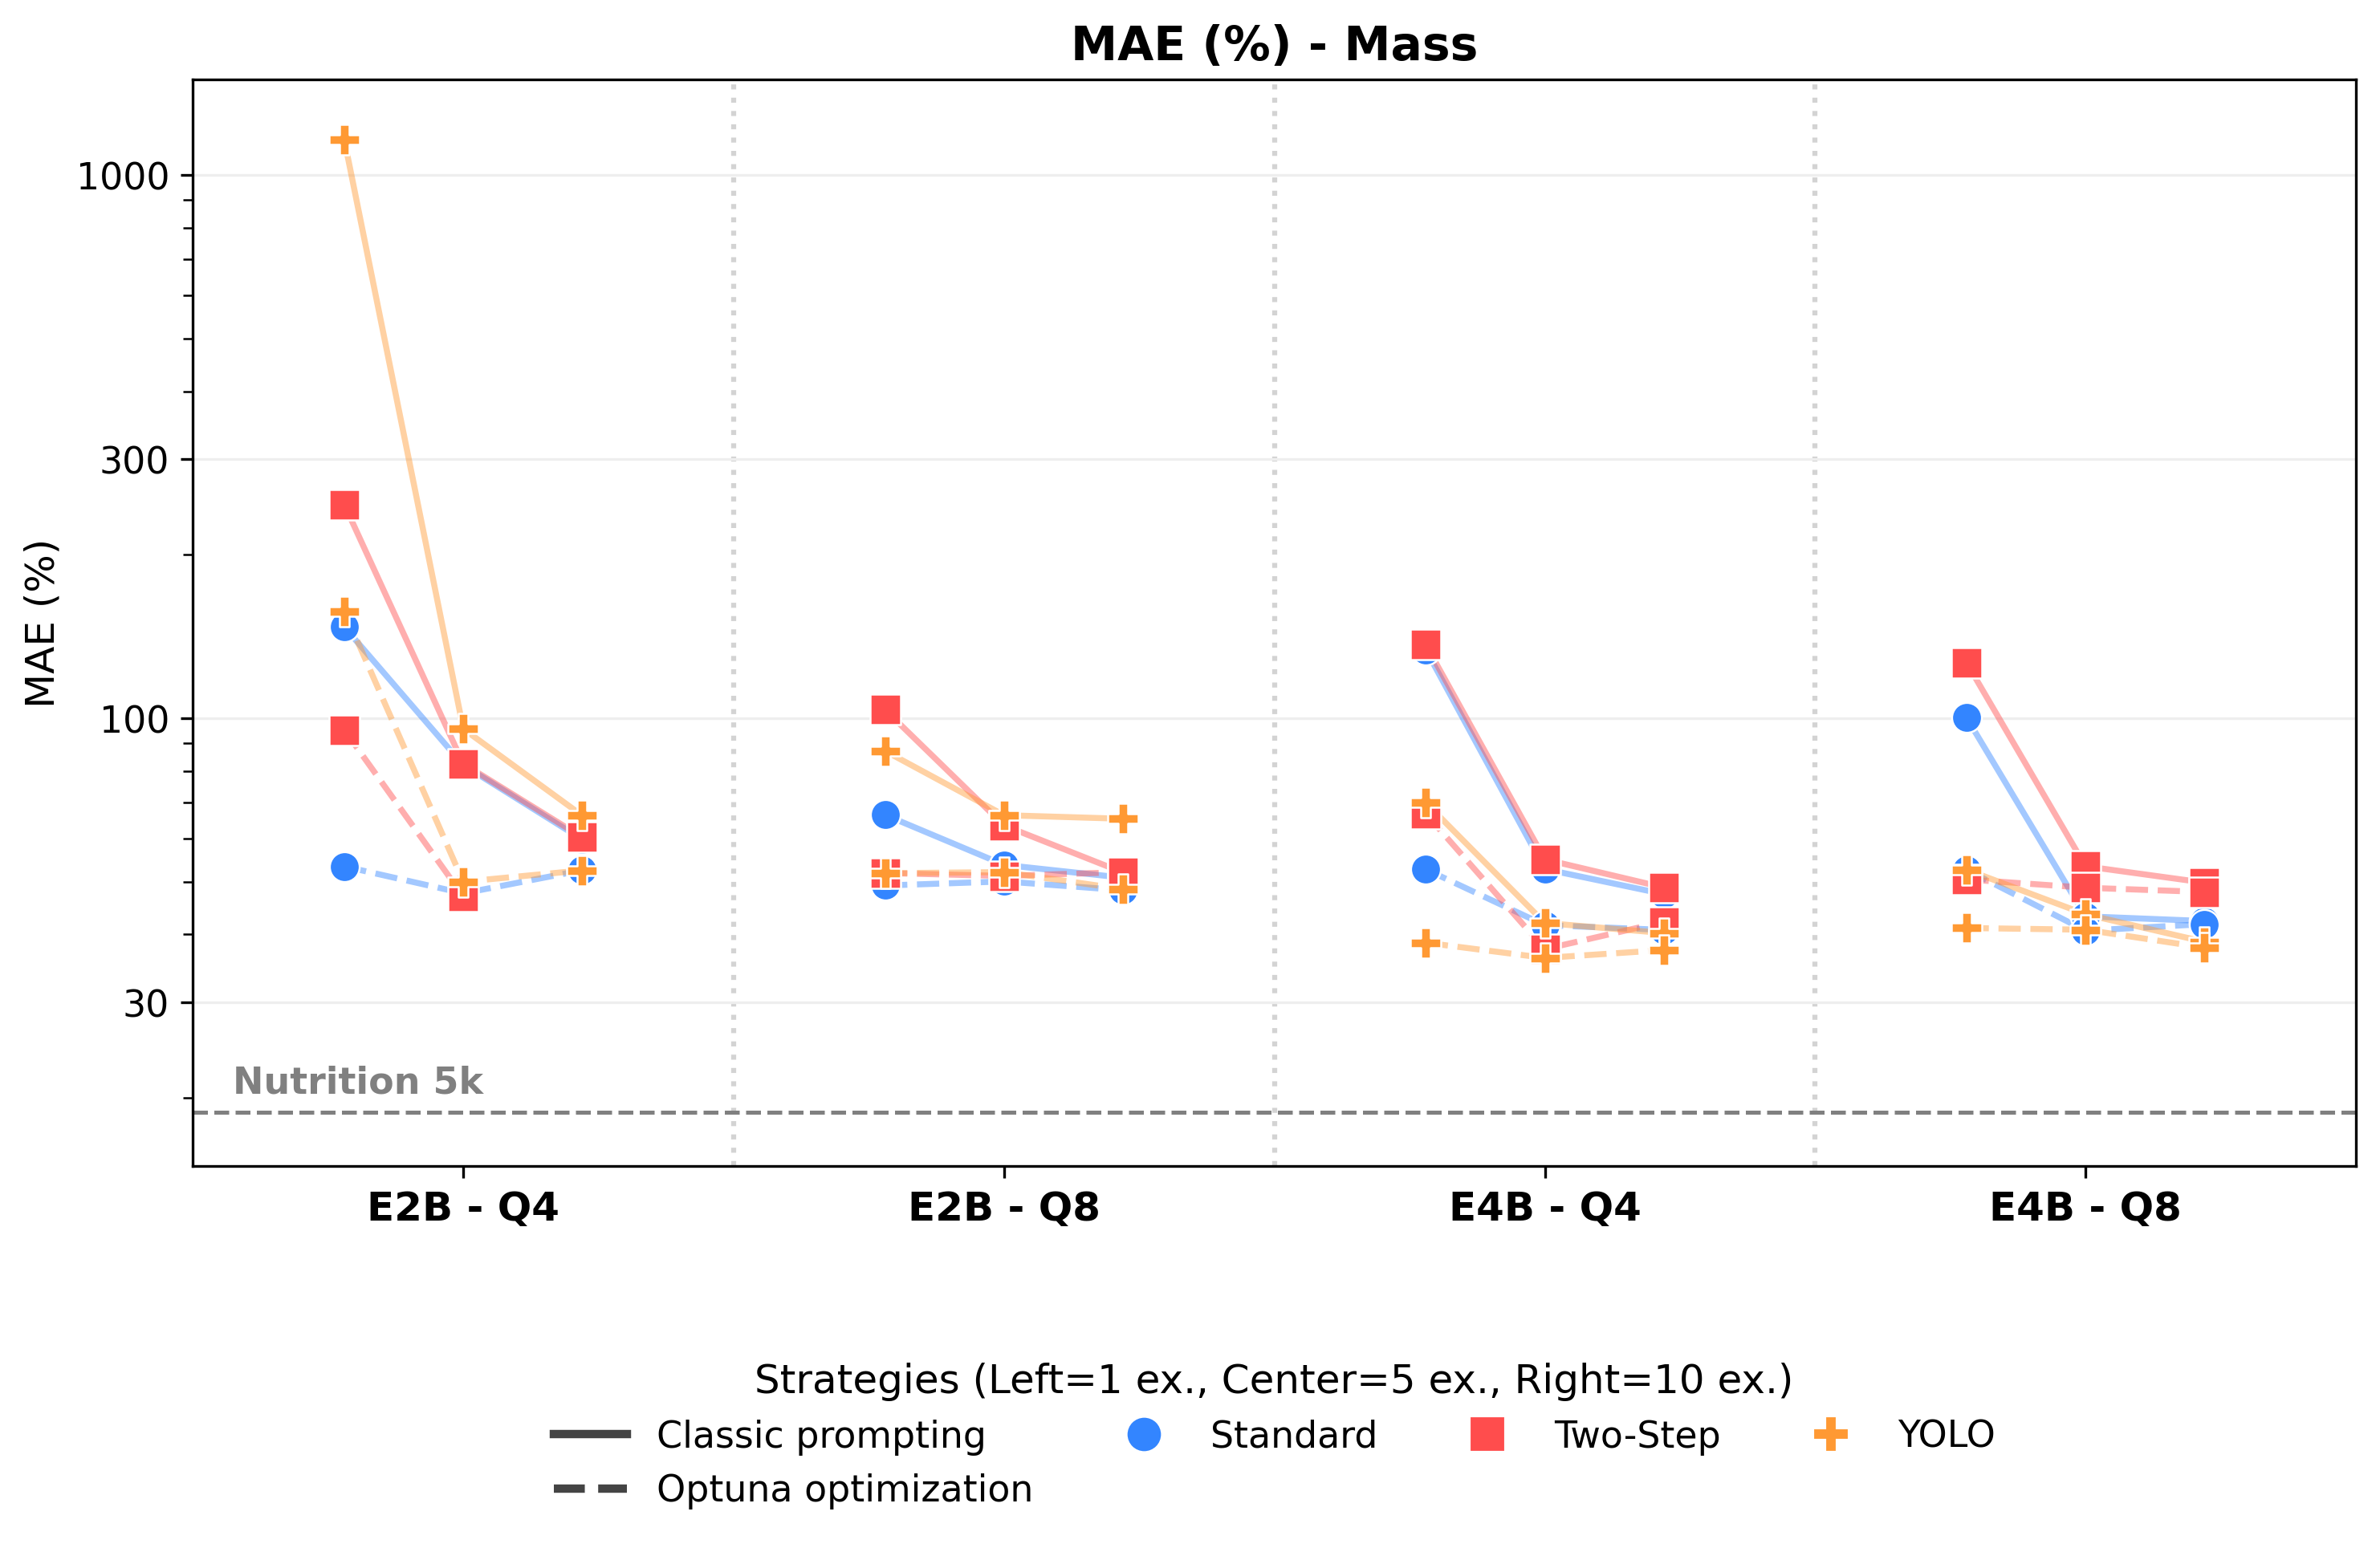 MAE (%) - Mass
MAE (%)
1000
300
100
30
Nutrition 5k
E2B - Q4
E2B - Q8
E4B - Q4
E4B - Q8
Strategies (Left=1 ex., Center=5 ex., Right=10 ex.)
Classic prompting
Standard
Two-Step
YOLO
Optuna optimization